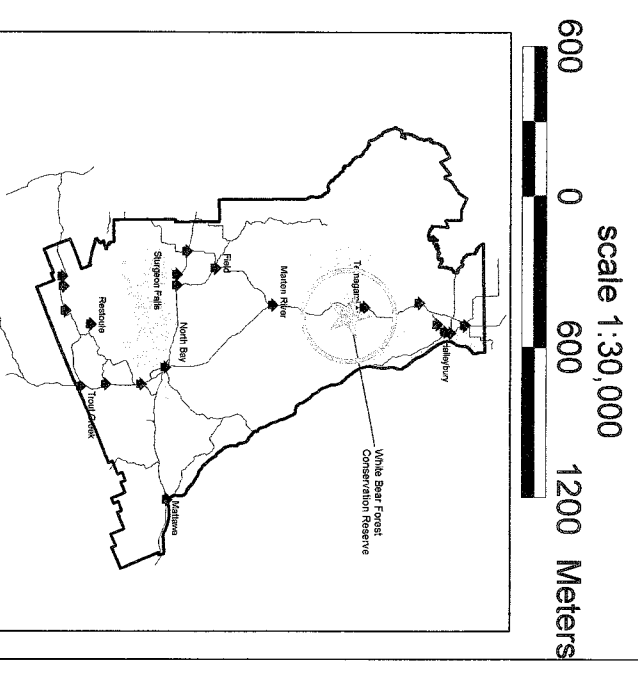 scale 1:30,000
600 0 600 1200 Meters
Haileybury
Temagami
White Bear Forest
Conservation Reserve
Marten River
Field
Sturgeon Falls
North Bay
Mattawa
Restoule
Trout Creek